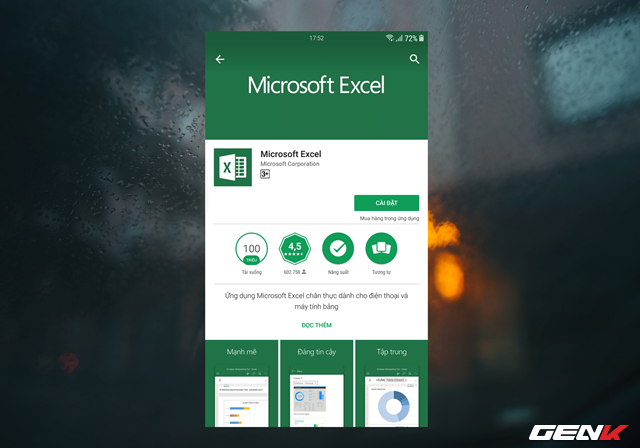 17:52
72%
Microsoft Excel
Microsoft Excel
Microsoft Corporation
3+
CÀI ĐẶT
Mua hàng trong ứng dụng
100
TRIỆU
4,5
Tải xuống
602.758
Năng suất
Tương tự
Ứng dụng Microsoft Excel chân thực dành cho điện thoại và
máy tính bảng
ĐỌC THÊM
Mạnh mẽ
Đáng tin cậy
Tập trung
GENK